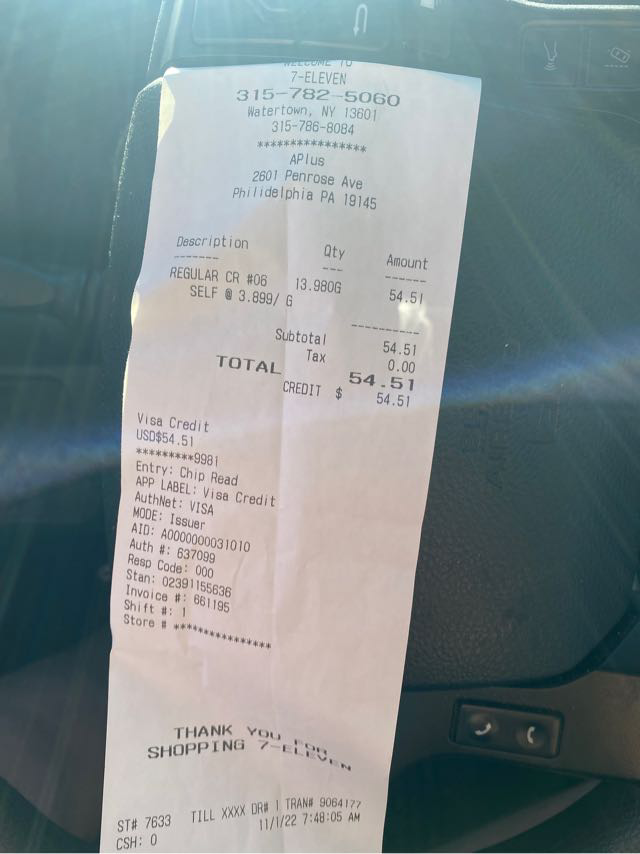 WELCOME TO
7-ELEVEN
315-782-5060
Watertown, NY 13601
315-786-8084
****************
APlus
2601 Penrose Ave
Philidelphia PA 19145
Description Qty Amount
------- --- ------
REGULAR CR #06 13.980G 54.51
SELF @ 3.899/ G
----------
Subtotal 54.51
Tax 0.00
TOTAL 54.51
CREDIT $ 54.51
Visa Credit
USD$54.51
*********9981
Entry: Chip Read
APP LABEL: Visa Credit
AuthNet: VISA
MODE: Issuer
AID: A0000000031010
Auth #: 637099
Resp Code: 000
Stan: 02391155636
Invoice #: 661195
Shift #: 1
Store # ****************
THANK YOU FOR
SHOPPING 7-ELEVEN
ST# 7633 TILL XXXX DR# 1 TRAN# 9064177
CSH: 0 11/1/22 7:48:05 AM